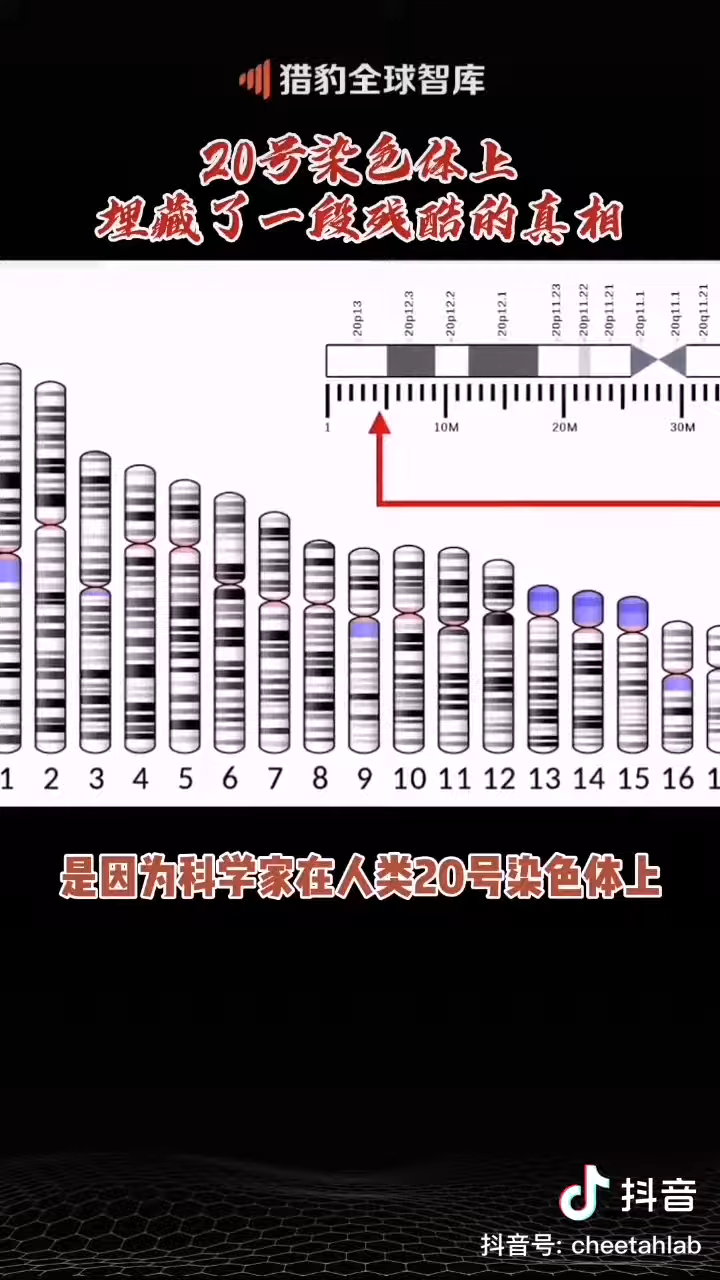 猎豹全球智库
20号染色体上
埋藏了一段残酷的真相
20p13 20p12.3 20p12.2 20p12.1 20p11.23 20p11.22 20p11.21 20p11.1 20q11.1 20q11.21
1 10M 20M 30M
1 2 3 4 5 6 7 8 9 10 11 12 13 14 15 16 1
是因为科学家在人类20号染色体上
抖音
抖音号: cheetahlab